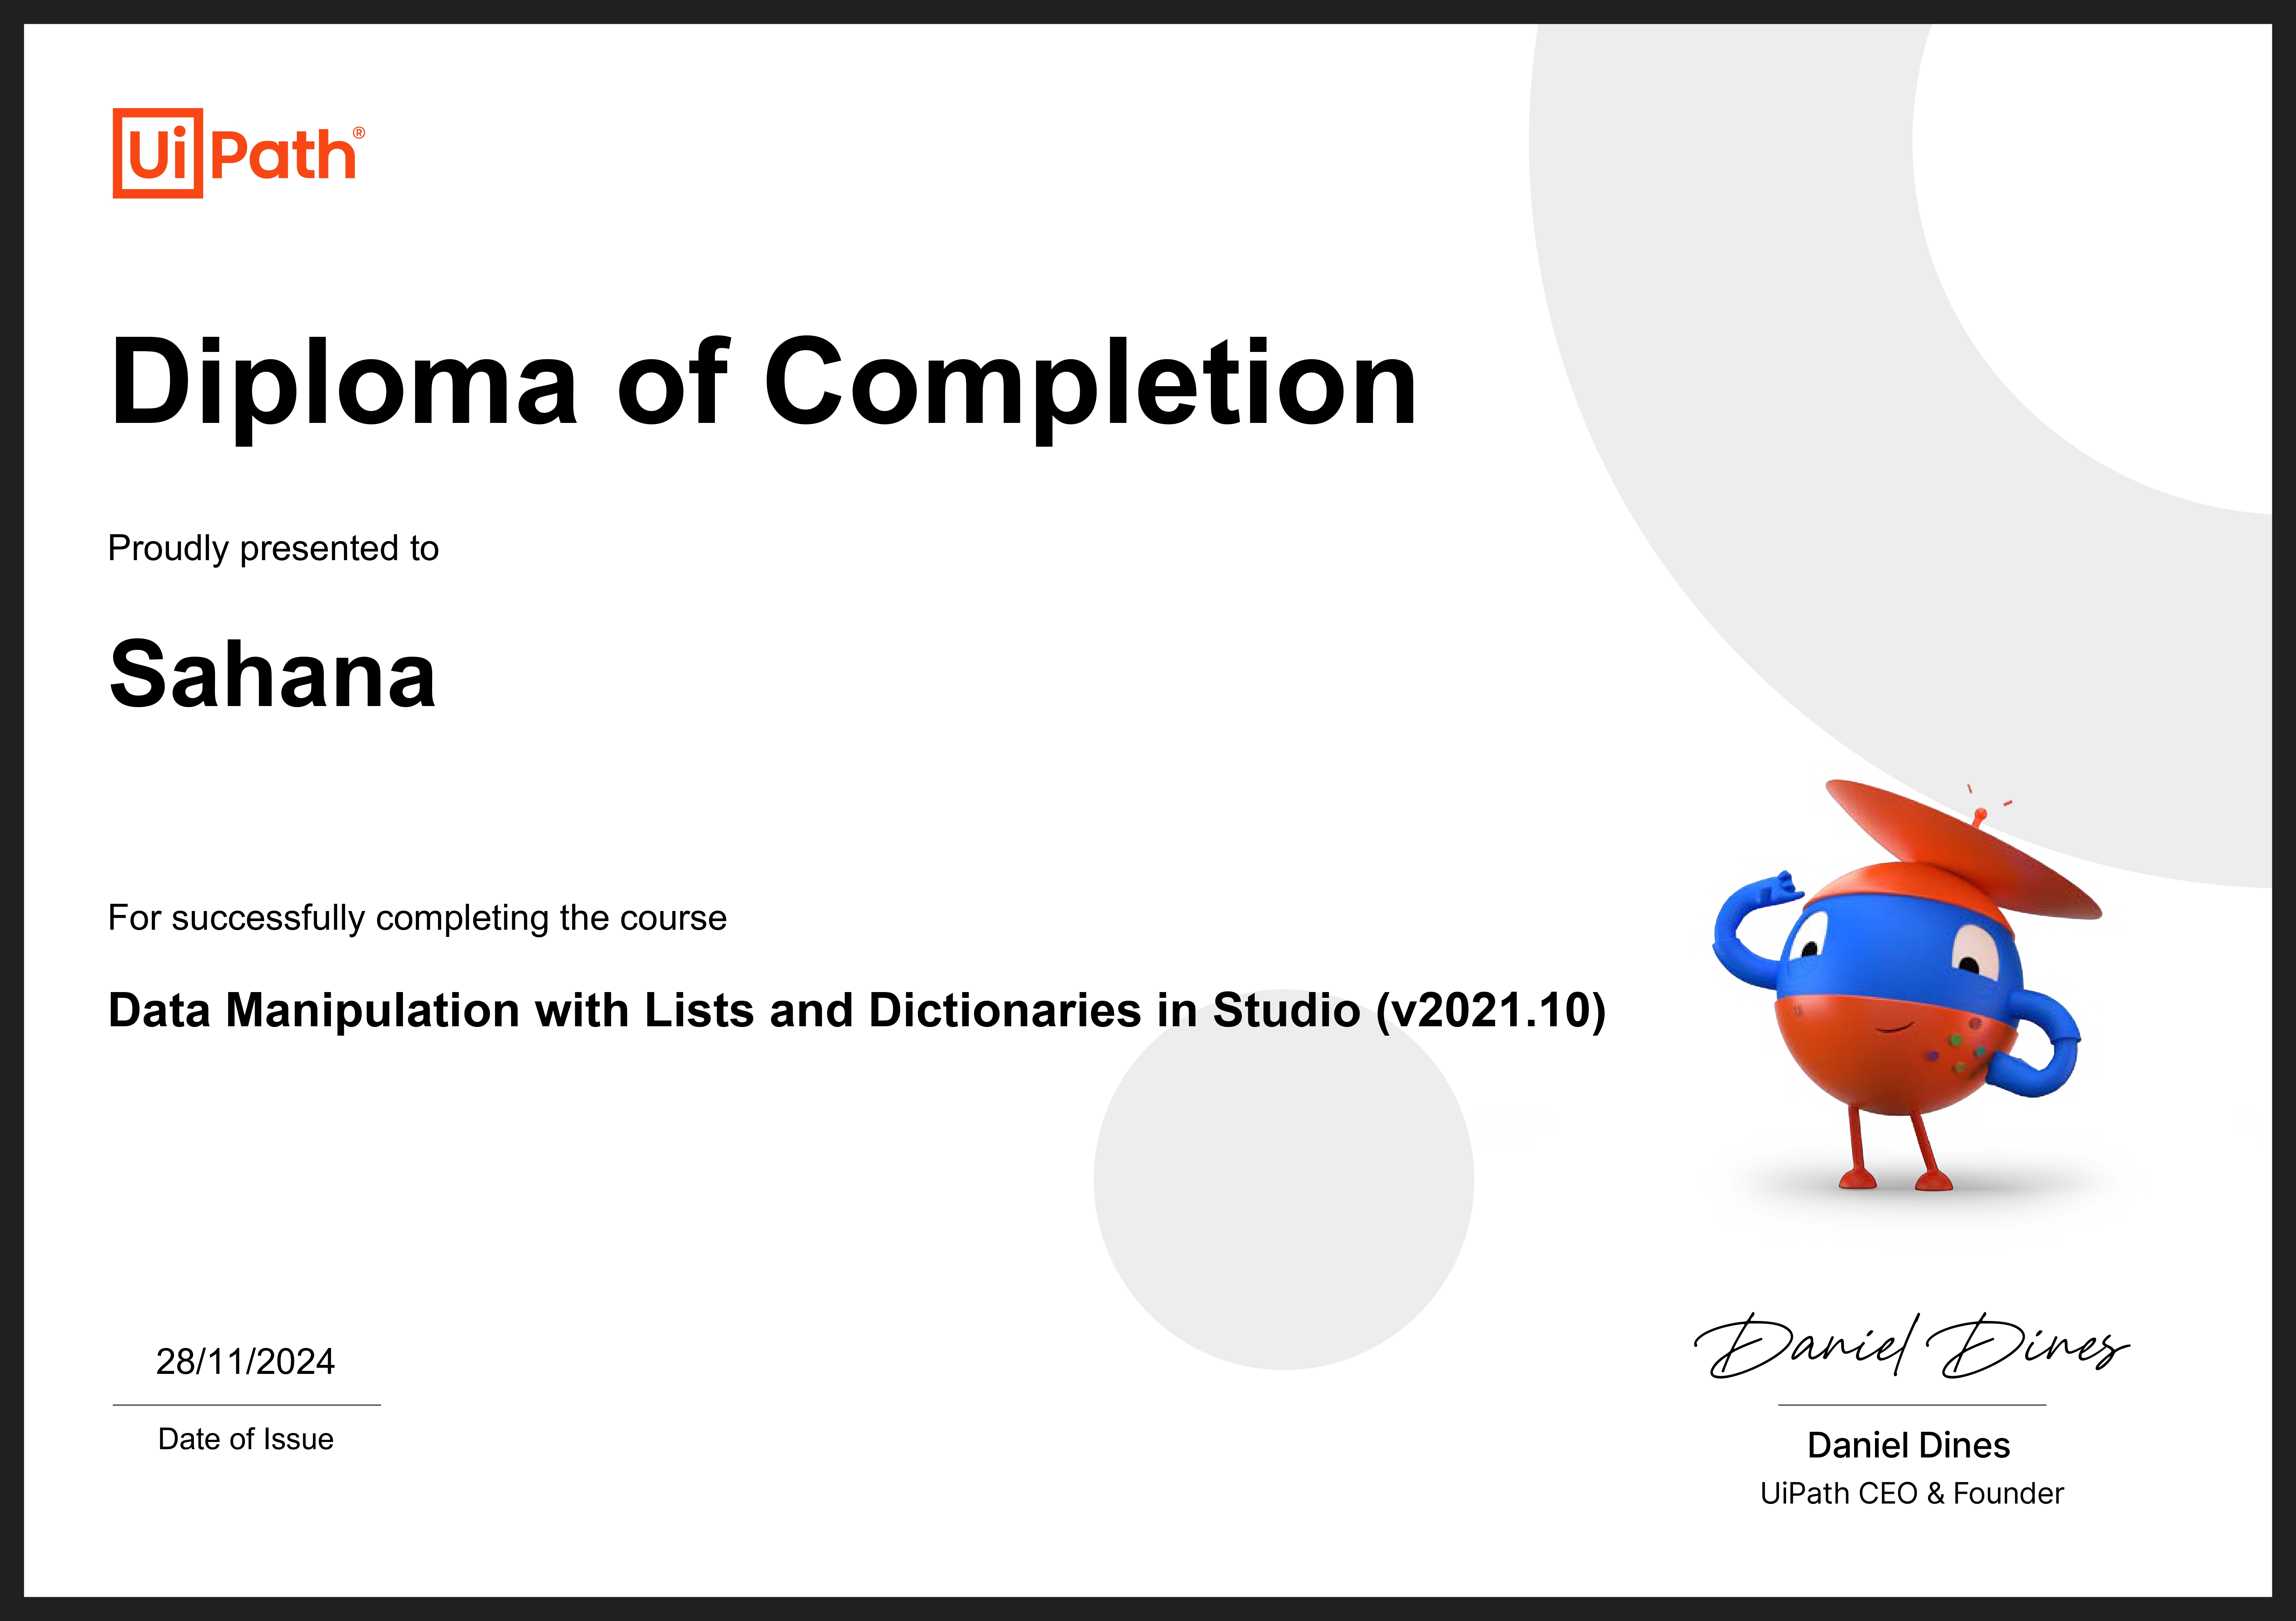 UiPath®
Diploma of Completion
Proudly presented to
Sahana
For successfully completing the course
Data Manipulation with Lists and Dictionaries in Studio (v2021.10)
28/11/2024
Date of Issue
Daniel Dines
Daniel Dines
UiPath CEO & Founder